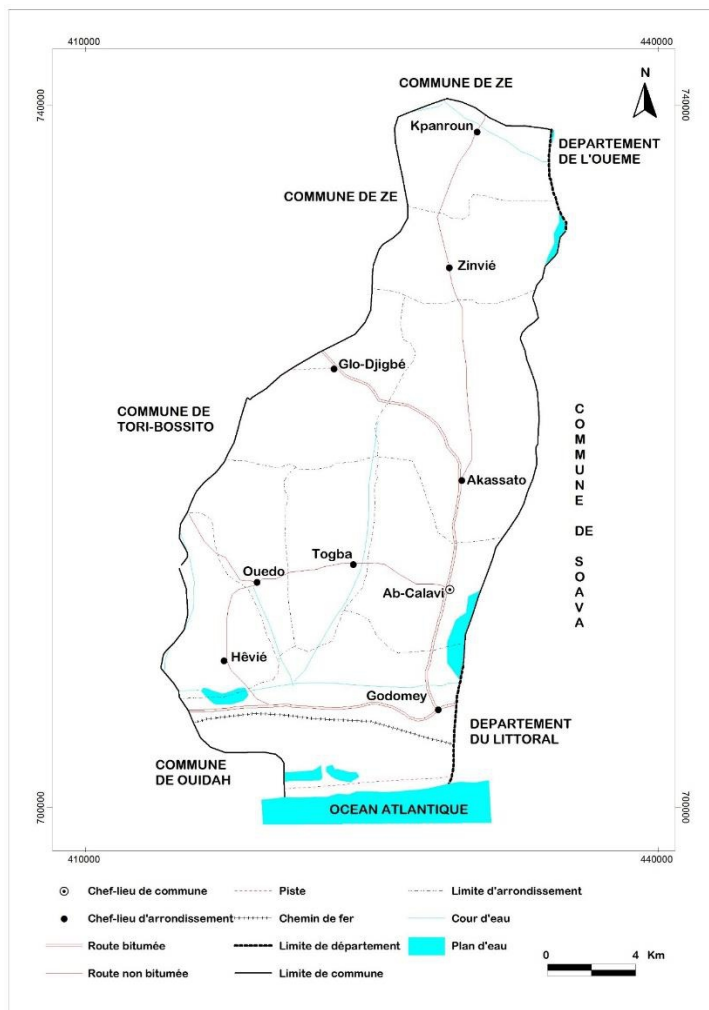 410000
440000
740000
740000
N
COMMUNE DE ZE
Kpanroun
DEPARTEMENT
DE L'OUEME
COMMUNE DE ZE
Zinvié
Glo-Djigbé
COMMUNE DE
TORI-BOSSITO
COMMUNE DE SOAVA
Akassato
Togba
Ouedo
Ab-Calavi
Hêvié
Godomey
DEPARTEMENT
DU LITTORAL
COMMUNE
DE OUIDAH
OCEAN ATLANTIQUE
700000
700000
410000
440000
Chef-lieu de commune
Piste
Limite d'arrondissement
Chef-lieu d'arrondissement
Chemin de fer
Cour d'eau
Route bitumée
Limite de département
Plan d'eau
Route non bitumée
Limite de commune
0 4 Km